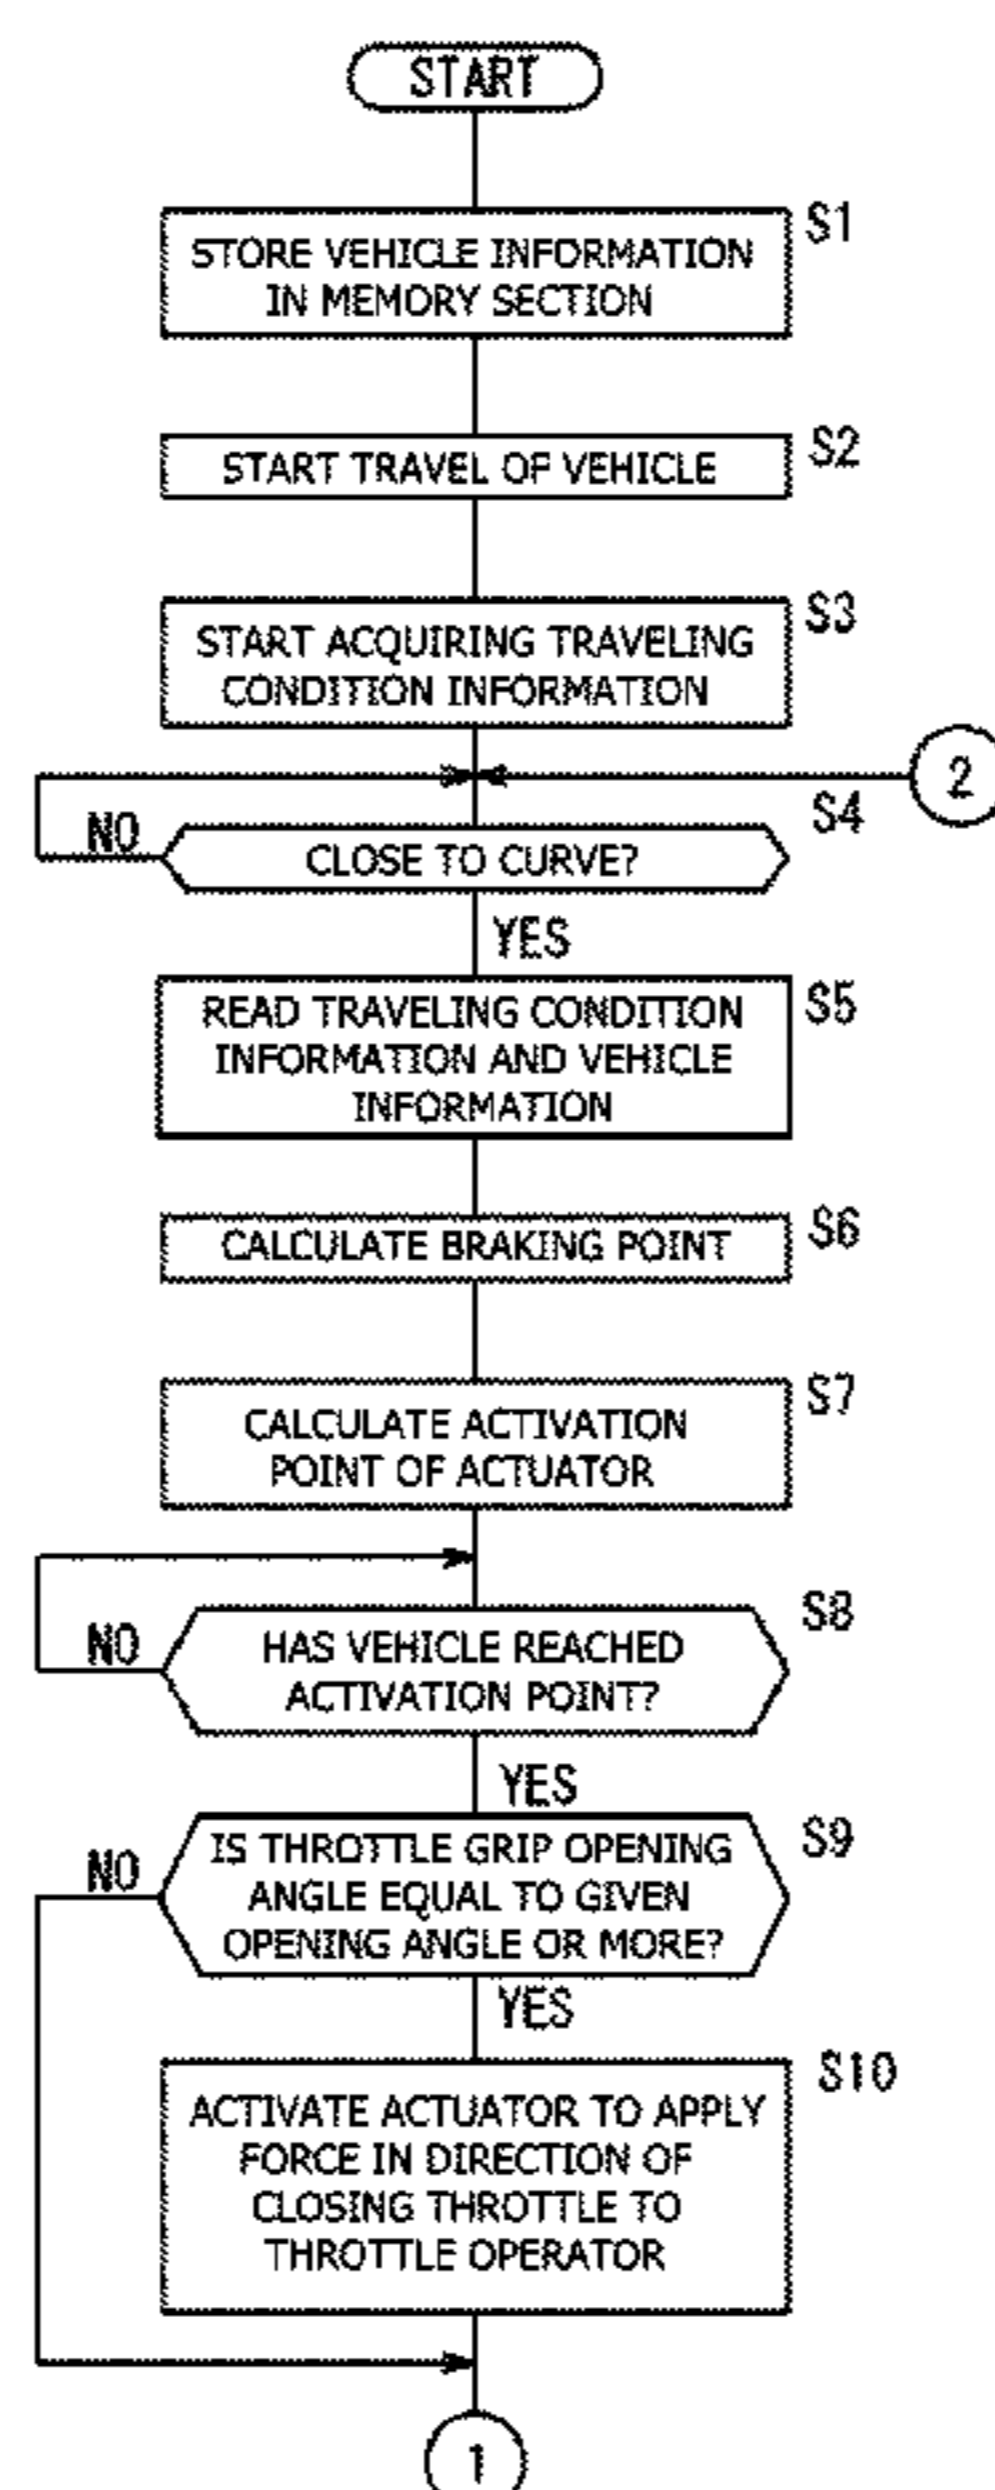 START
S1
STORE VEHICLE INFORMATION
IN MEMORY SECTION
S2
START TRAVEL OF VEHICLE
S3
START ACQUIRING TRAVELING
CONDITION INFORMATION
2
S4
NO
CLOSE TO CURVE?
YES
S5
READ TRAVELING CONDITION
INFORMATION AND VEHICLE
INFORMATION
S6
CALCULATE BRAKING POINT
S7
CALCULATE ACTIVATION
POINT OF ACTUATOR
S8
NO
HAS VEHICLE REACHED
ACTIVATION POINT?
YES
S9
NO
IS THROTTLE GRIP OPENING
ANGLE EQUAL TO GIVEN
OPENING ANGLE OR MORE?
YES
S10
ACTIVATE ACTUATOR TO APPLY
FORCE IN DIRECTION OF
CLOSING THROTTLE TO
THROTTLE OPERATOR
1